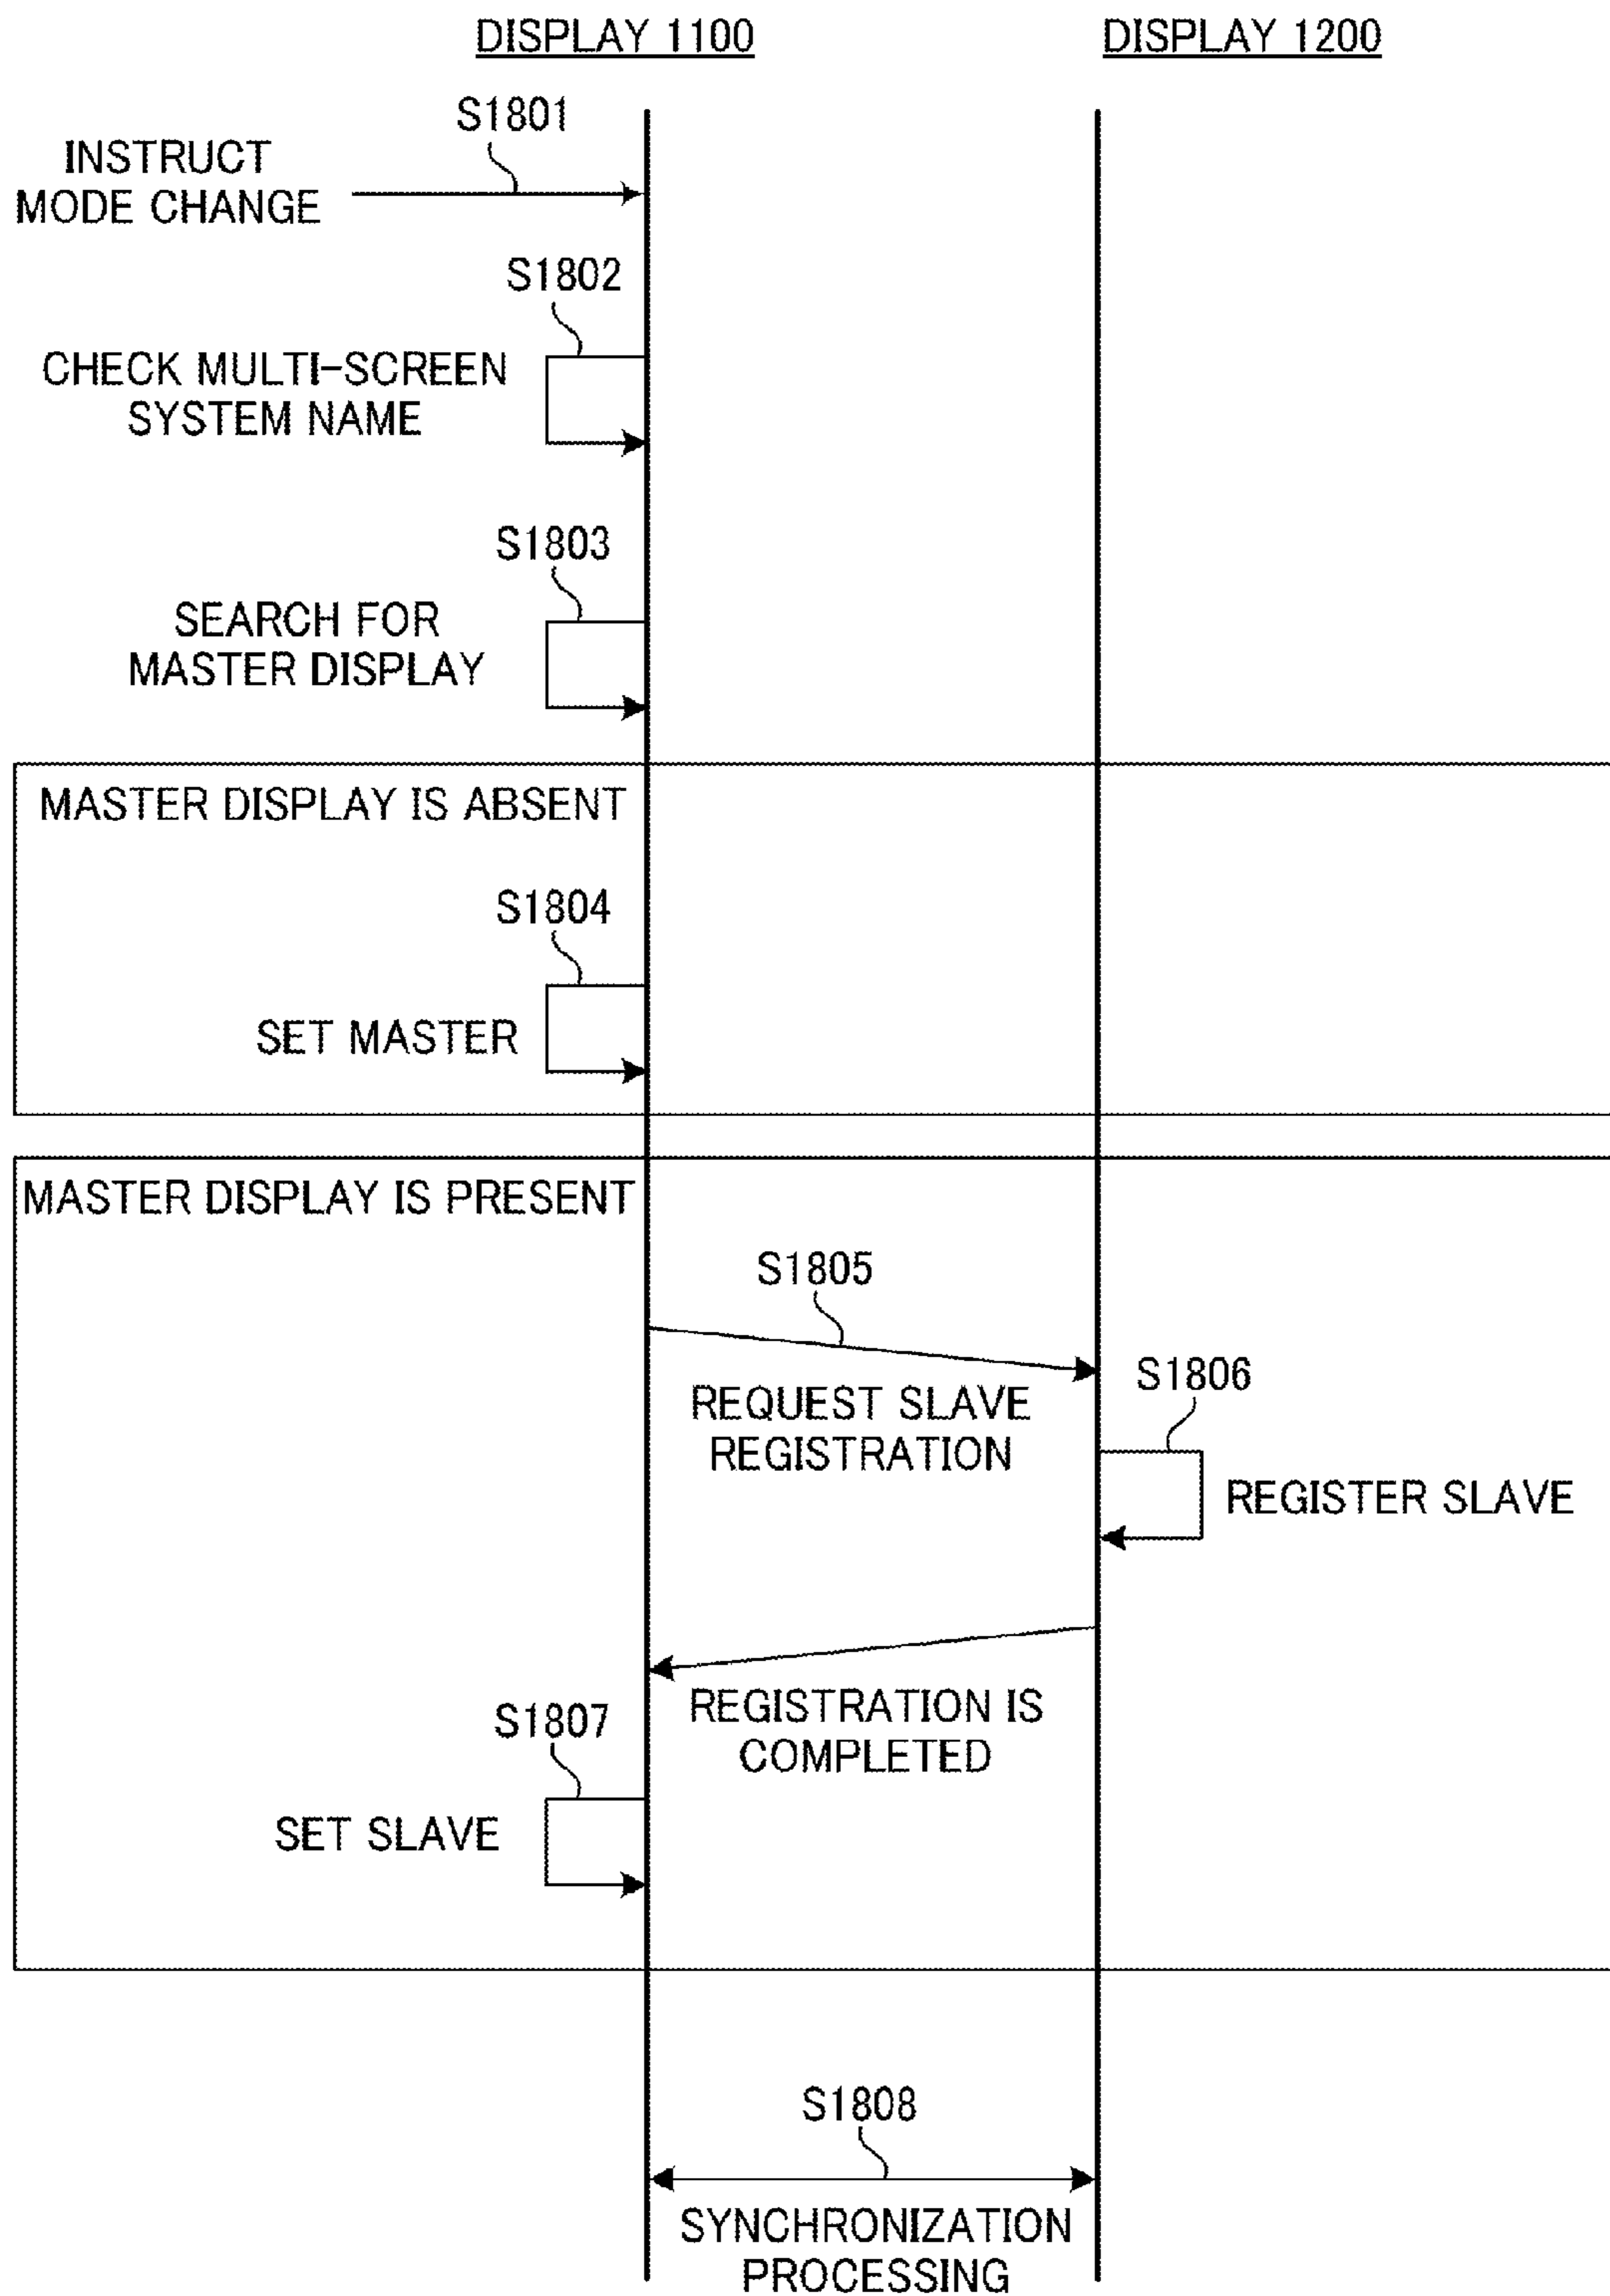 DISPLAY 1100
DISPLAY 1200
S1801
INSTRUCT
MODE CHANGE
S1802
CHECK MULTI-SCREEN
SYSTEM NAME
S1803
SEARCH FOR
MASTER DISPLAY
MASTER DISPLAY IS ABSENT
S1804
SET MASTER
MASTER DISPLAY IS PRESENT
S1805
REQUEST SLAVE
REGISTRATION
S1806
REGISTER SLAVE
REGISTRATION IS
COMPLETED
S1807
SET SLAVE
S1808
SYNCHRONIZATION
PROCESSING